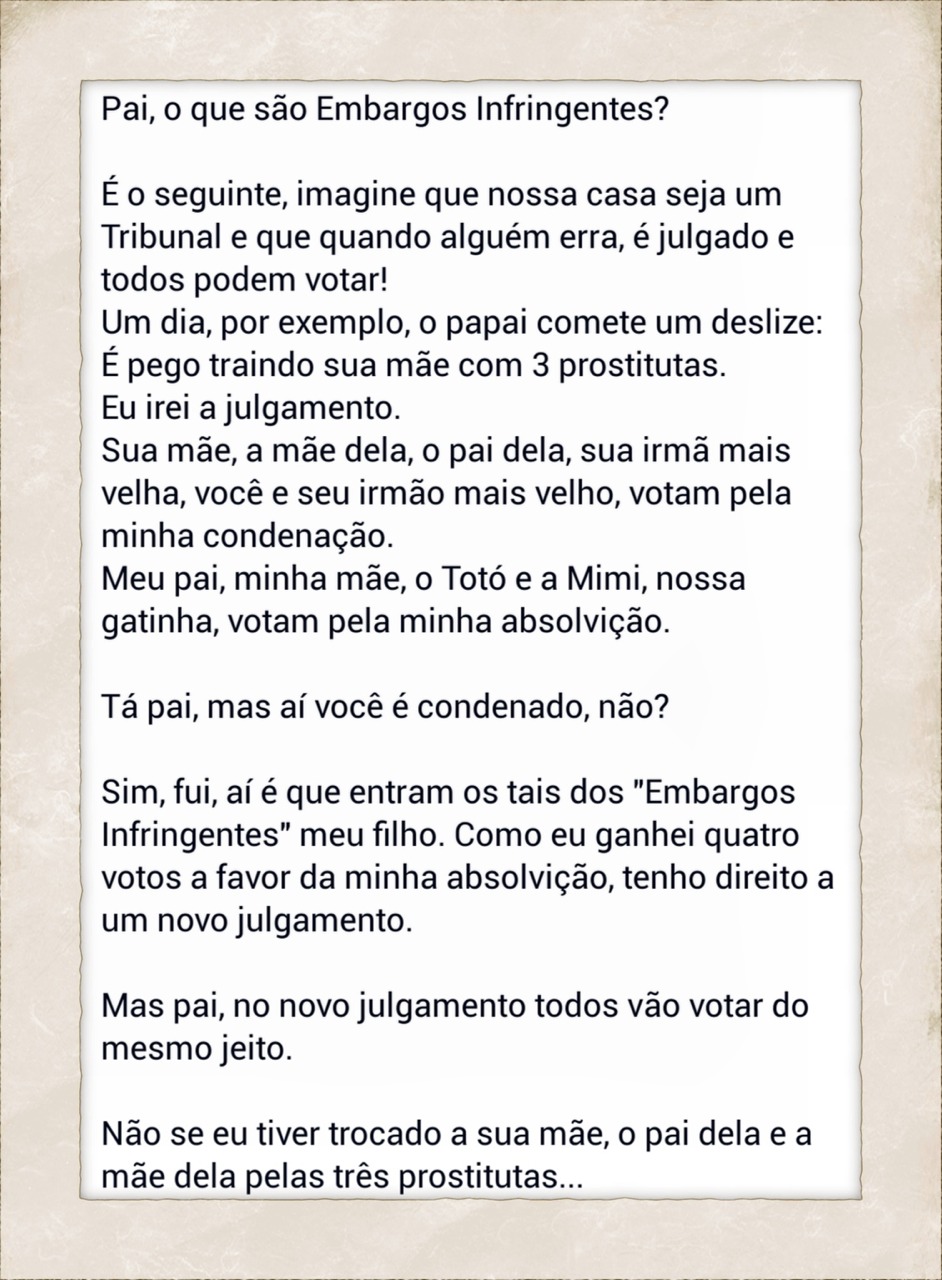 Pai, o que são Embargos Infringentes?
É o seguinte, imagine que nossa casa seja um
Tribunal e que quando alguém erra, é julgado e
todos podem votar!
Um dia, por exemplo, o papai comete um deslize:
É pego traindo sua mãe com 3 prostitutas.
Eu irei a julgamento.
Sua mãe, a mãe dela, o pai dela, sua irmã mais
velha, você e seu irmão mais velho, votam pela
minha condenação.
Meu pai, minha mãe, o Totó e a Mimi, nossa
gatinha, votam pela minha absolvição.
Tá pai, mas aí você é condenado, não?
Sim, fui, aí é que entram os tais dos "Embargos
Infringentes" meu filho. Como eu ganhei quatro
votos a favor da minha absolvição, tenho direito a
um novo julgamento.
Mas pai, no novo julgamento todos vão votar do
mesmo jeito.
Não se eu tiver trocado a sua mãe, o pai dela e a
mãe dela pelas três prostitutas...